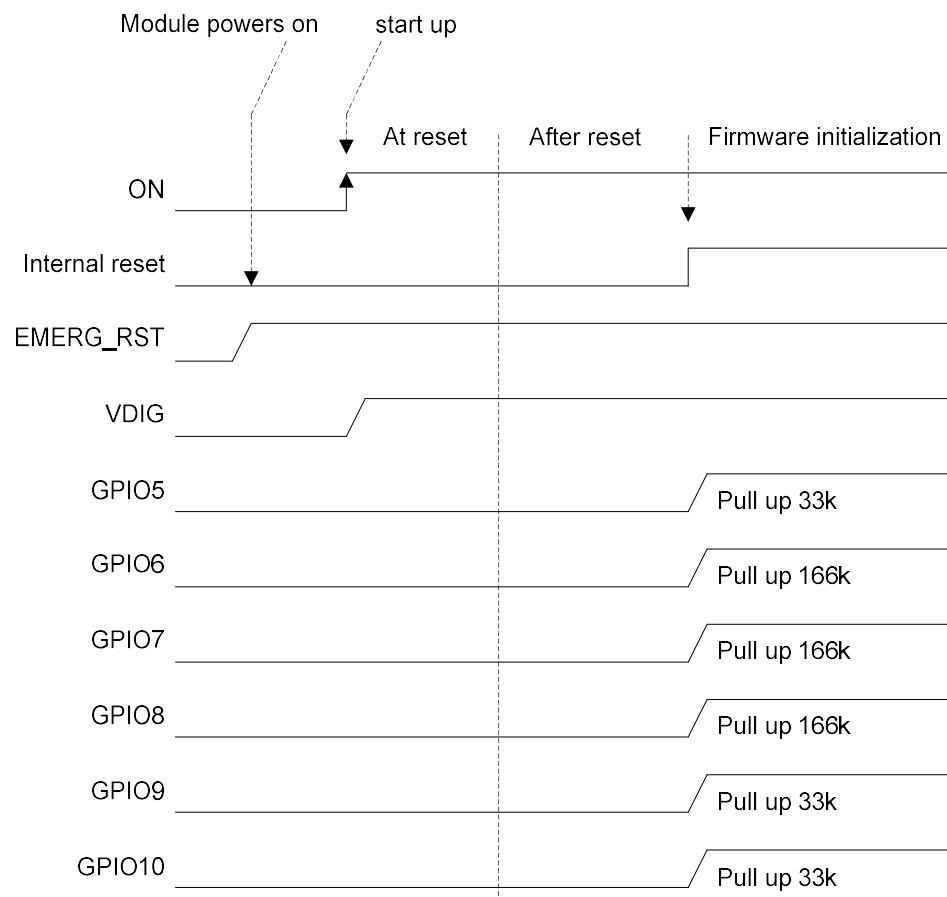 Module powers on
start up
At reset
After reset
Firmware initialization
ON
Internal reset
EMERG_RST
VDIG
GPIO5
Pull up 33k
GPIO6
Pull up 166k
GPIO7
Pull up 166k
GPIO8
Pull up 166k
GPIO9
Pull up 33k
GPIO10
Pull up 33k